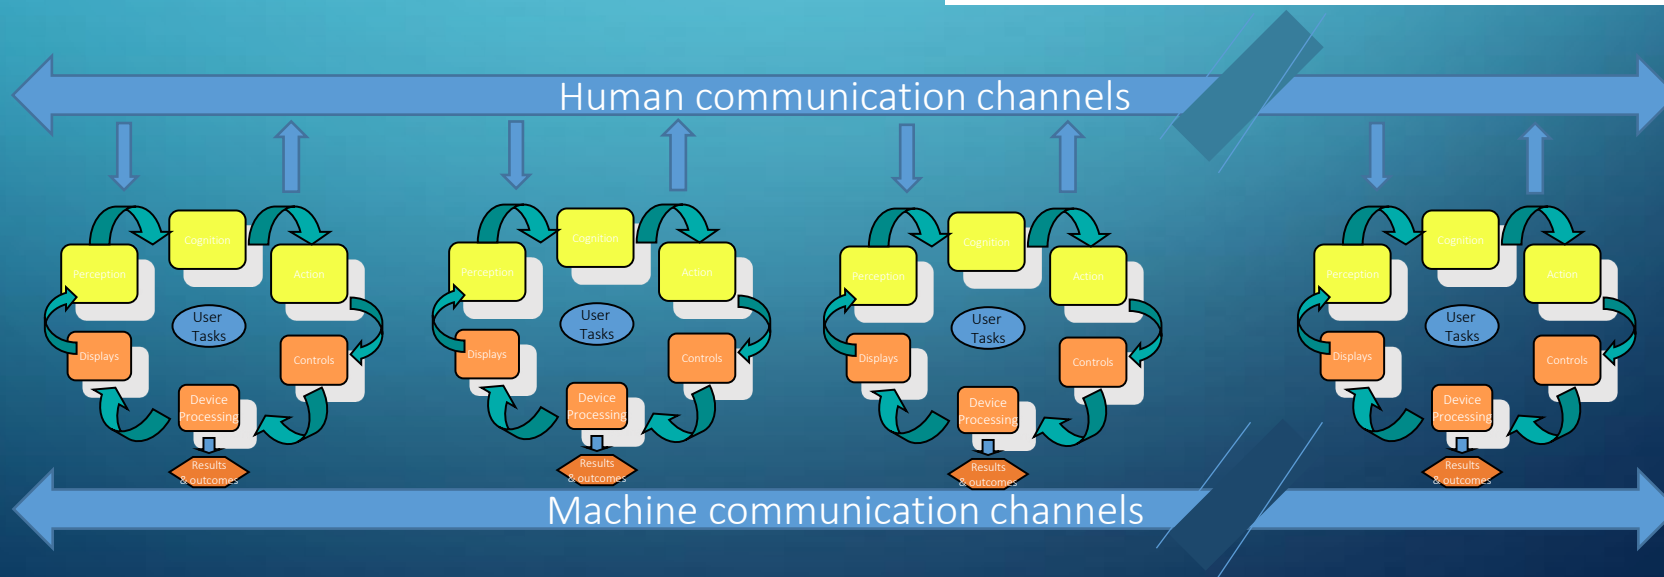 Human communication channels
Cognition
Perception
Action
User
Tasks
Displays
Controls
Device
Processing
Results
& outcomes
Cognition
Perception
Action
User
Tasks
Displays
Controls
Device
Processing
Results
& outcomes
Cognition
Perception
Action
User
Tasks
Displays
Controls
Device
Processing
Results
& outcomes
Cognition
Perception
Action
User
Tasks
Displays
Controls
Device
Processing
Results
& outcomes
Machine communication channels